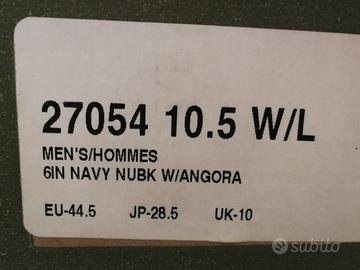 27054 10.5 W/L
MEN'S/HOMMES
6IN NAVY NUBK W/ANGORA
EU-44.5 JP-28.5 UK-10
subito